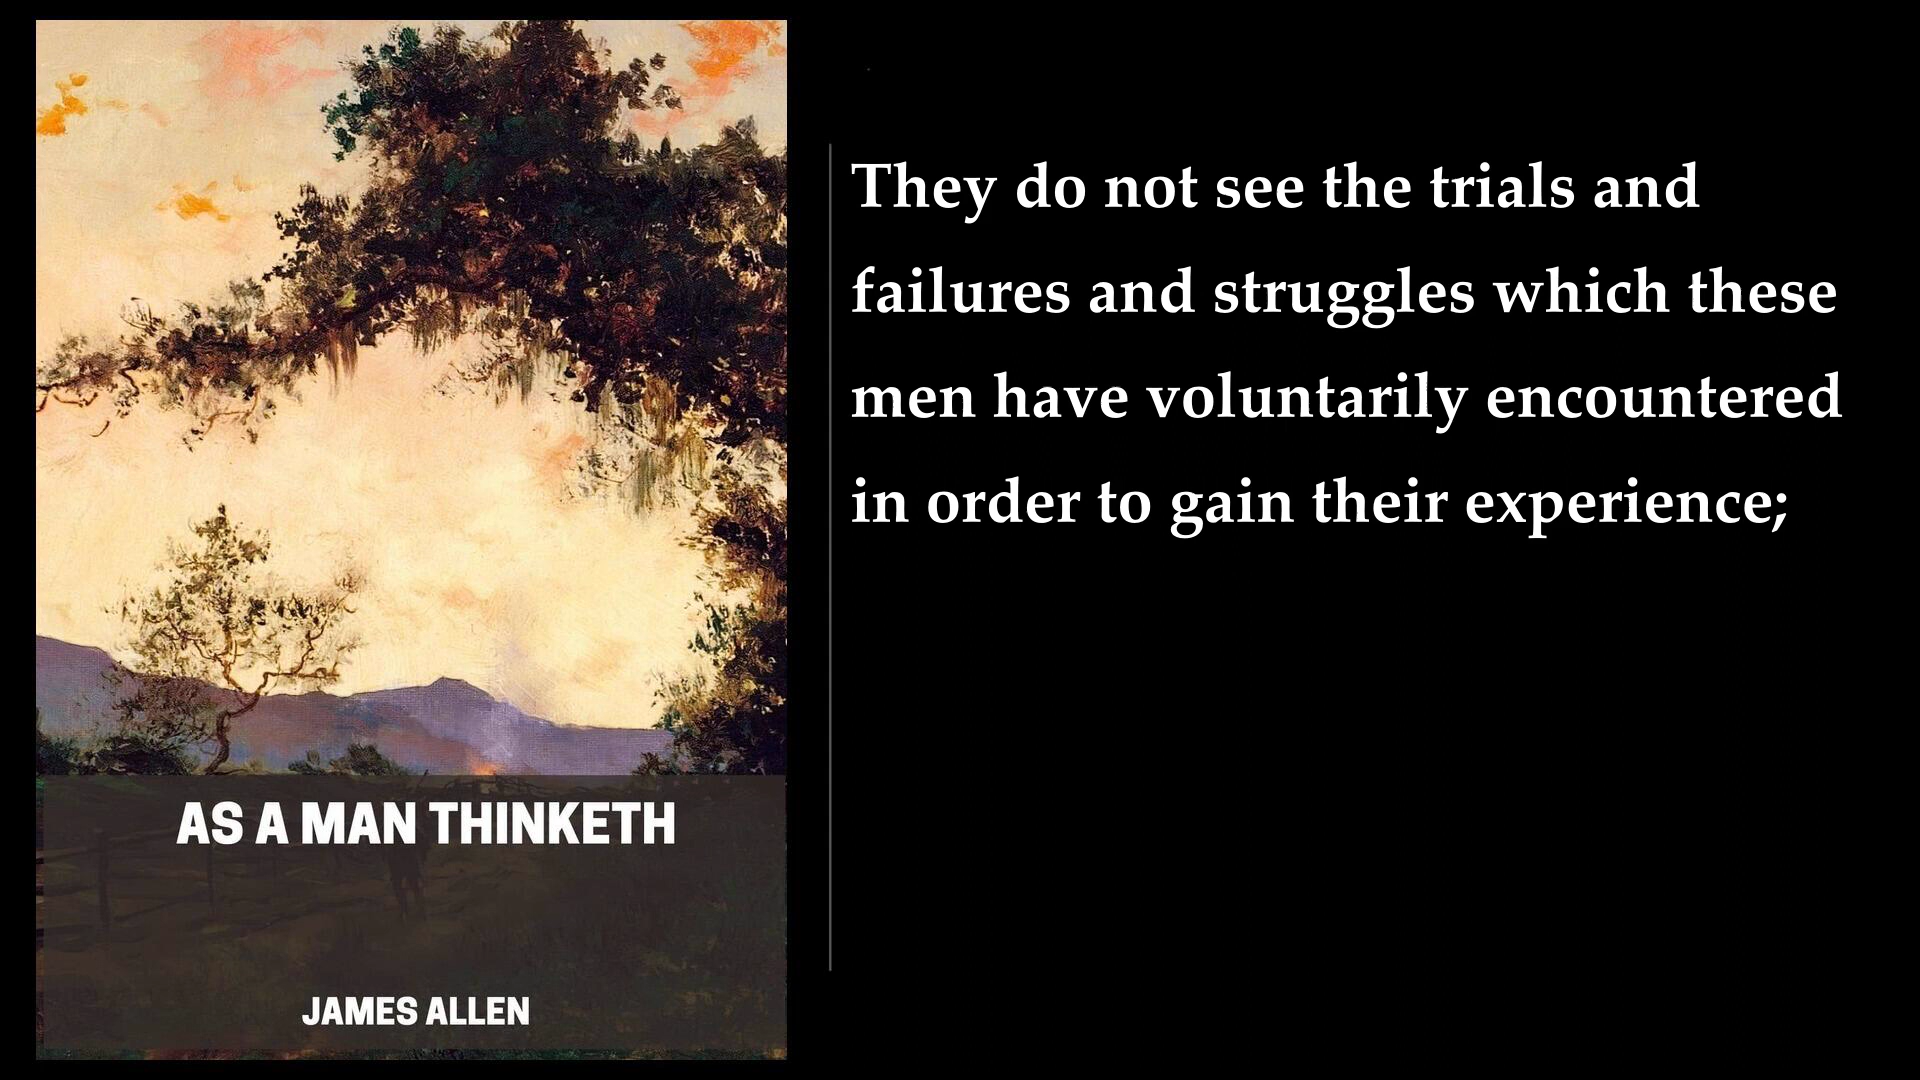 AS A MAN THINKETH
JAMES ALLEN
They do not see the trials and
failures and struggles which these
men have voluntarily encountered
in order to gain their experience;